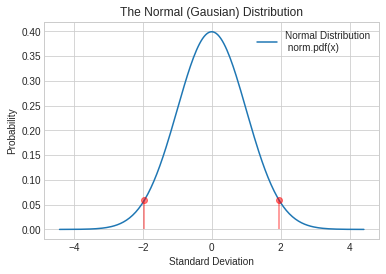 The Normal (Gausian) Distribution
0.40
0.35
0.30
0.25
0.20
0.15
0.10
0.05
0.00
Probability
Normal Distribution
norm.pdf(x)
−4
−2
0
2
4
Standard Deviation